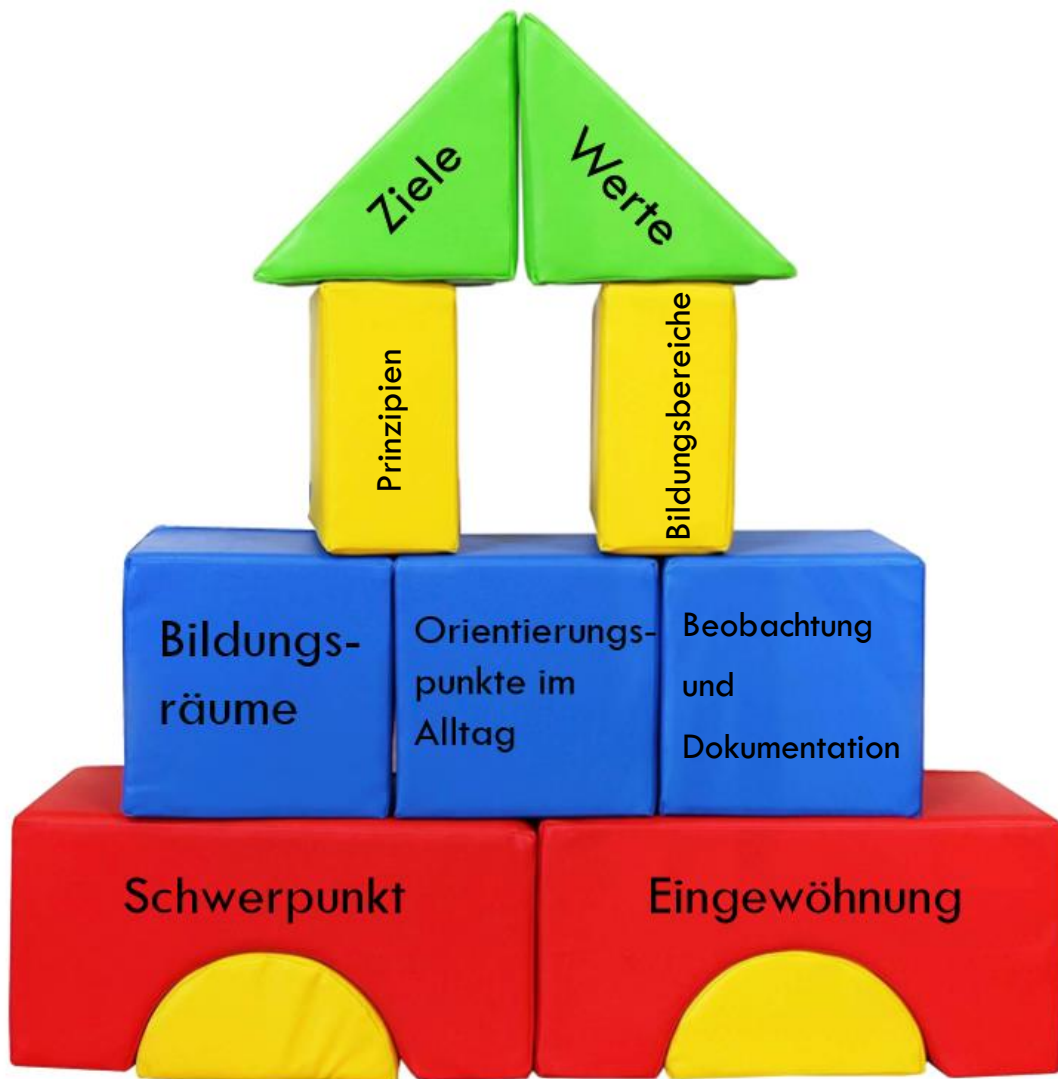 Ziele
Werte
Prinzipien
Bildungsbereiche
Bildungs-
räume
Orientierungs-
punkte im
Alltag
Beobachtung
und
Dokumentation
Schwerpunkt
Eingewöhnung